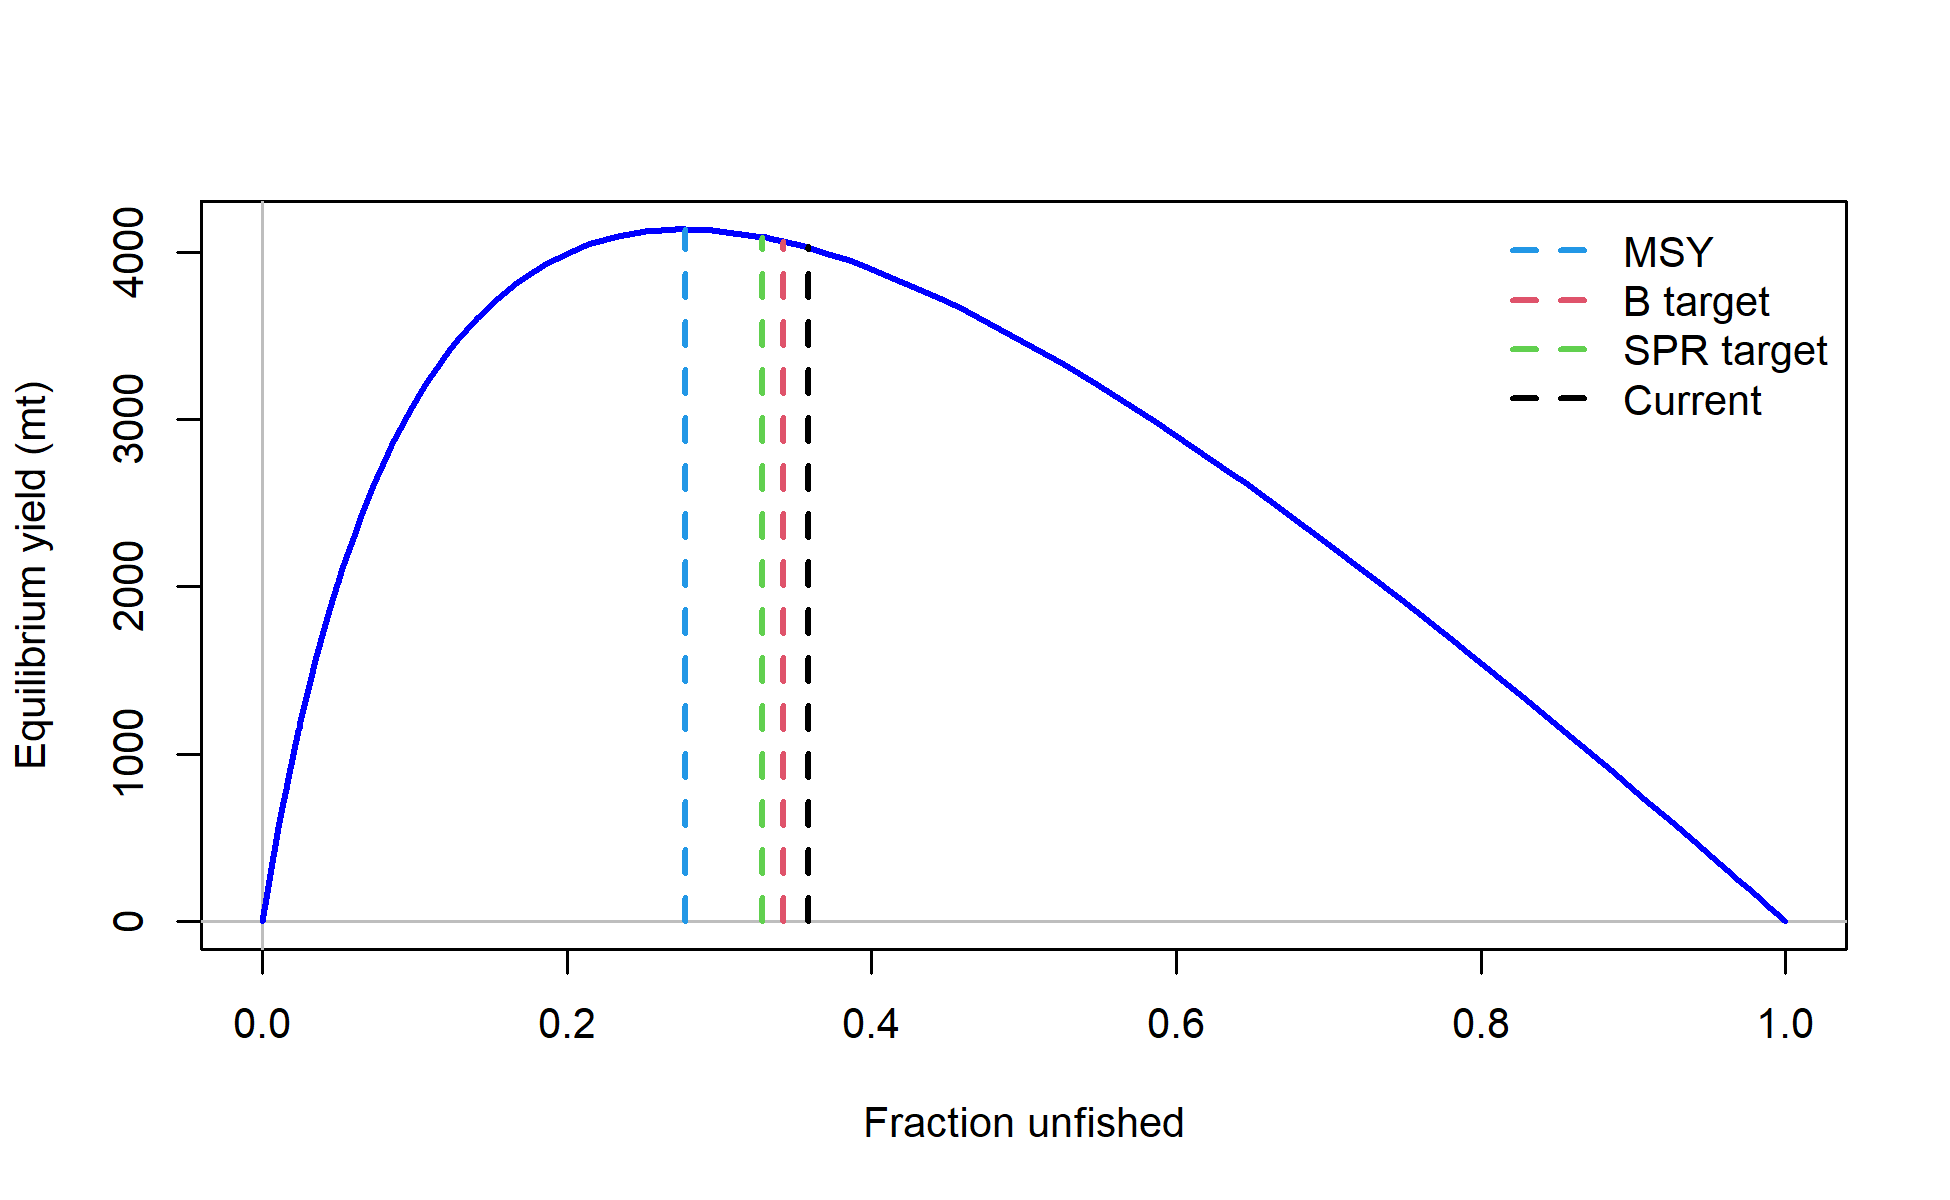 MSY
B target
SPR target
Current
Equilibrium yield (mt)
4000
3000
2000
1000
0
0.0 0.2 0.4 0.6 0.8 1.0
Fraction unfished